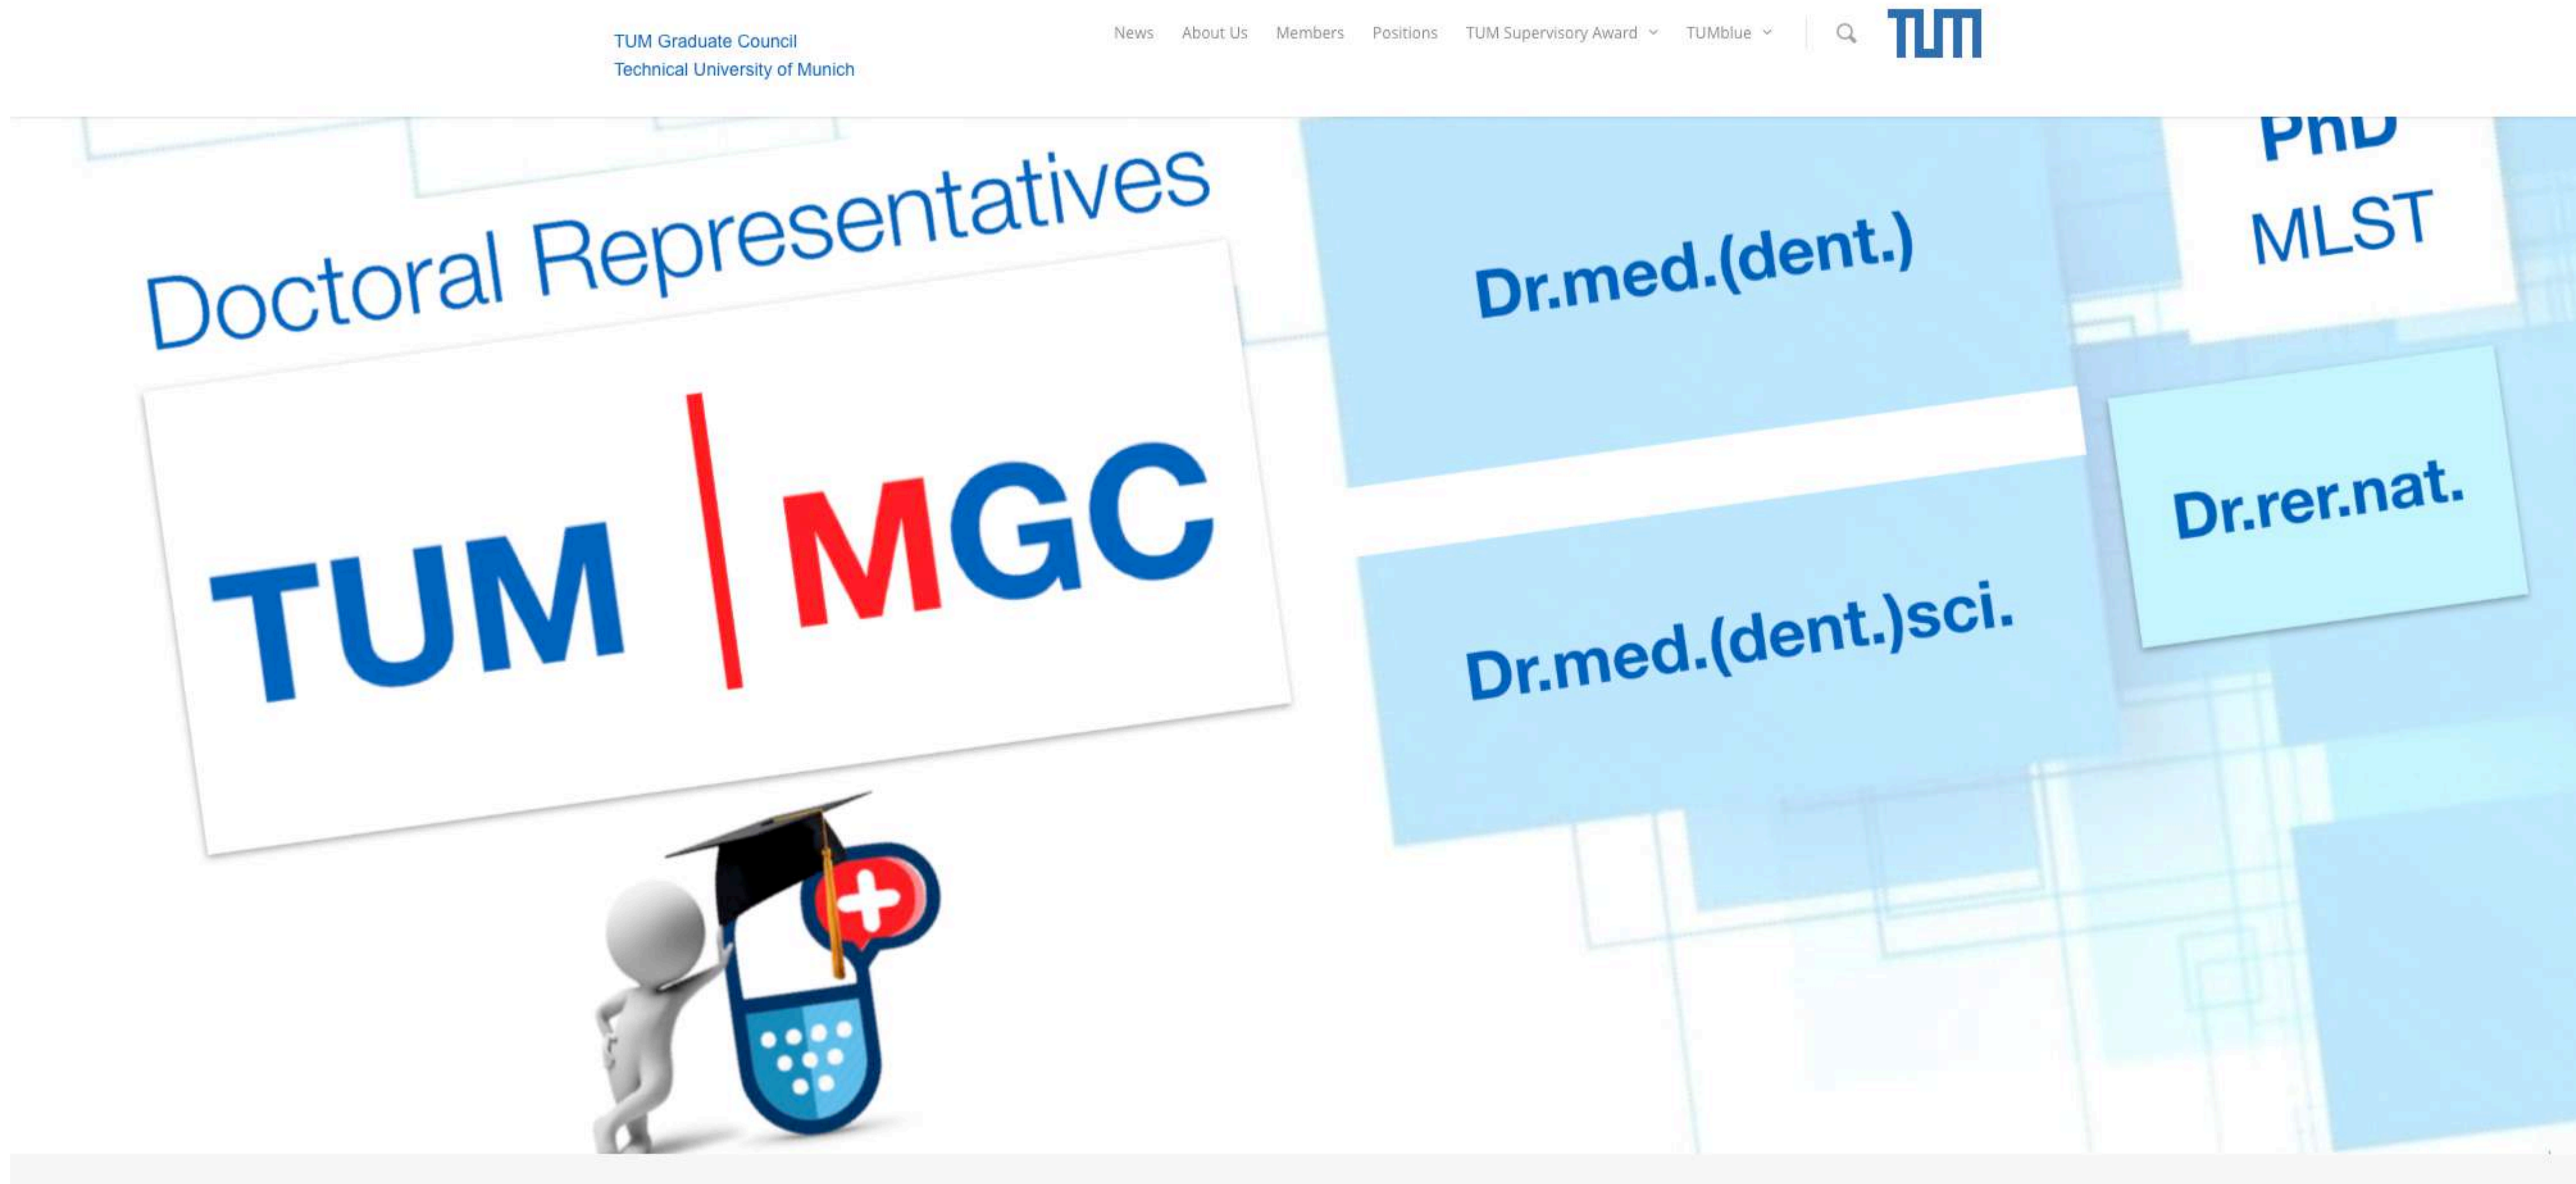 TUM Graduate Council
Technical University of Munich
News About Us Members Positions TUM Supervisory Award TUMblue
TUM
Doctoral Representatives
TUM | MGC
Dr.med.(dent.)
Dr.med.(dent.)sci.
PhD
MLST
Dr.rer.nat.